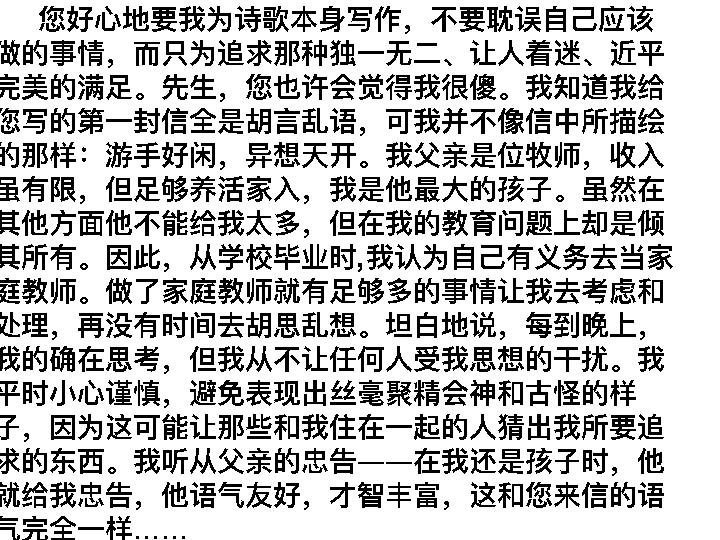 您好心地要我为诗歌本身写作，不要耽误自己应该
做的事情，而只为追求那种独一无二、让人着迷、近乎
完美的满足。先生，您也许会觉得我很傻。我知道我给
您写的第一封信全是胡言乱语，可我并不像信中所描绘
的那样：游手好闲，异想天开。我父亲是位牧师，收入
虽有限，但足够养活家入，我是他最大的孩子。虽然在
其他方面他不能给我太多，但在我的教育问题上却是倾
其所有。因此，从学校毕业时,我认为自己有义务去当家
庭教师。做了家庭教师就有足够多的事情让我去考虑和
处理，再没有时间去胡思乱想。坦白地说，每到晚上，
我的确在思考，但我从不让任何人受我思想的干扰。我
平时小心谨慎，避免表现出丝毫聚精会神和古怪的样
子，因为这可能让那些和我住在一起的人猜出我所要追
求的东西。我听从父亲的忠告——在我还是孩子时，他
就给我忠告，他语气友好，才智丰富，这和您来信的语
气完全一样……